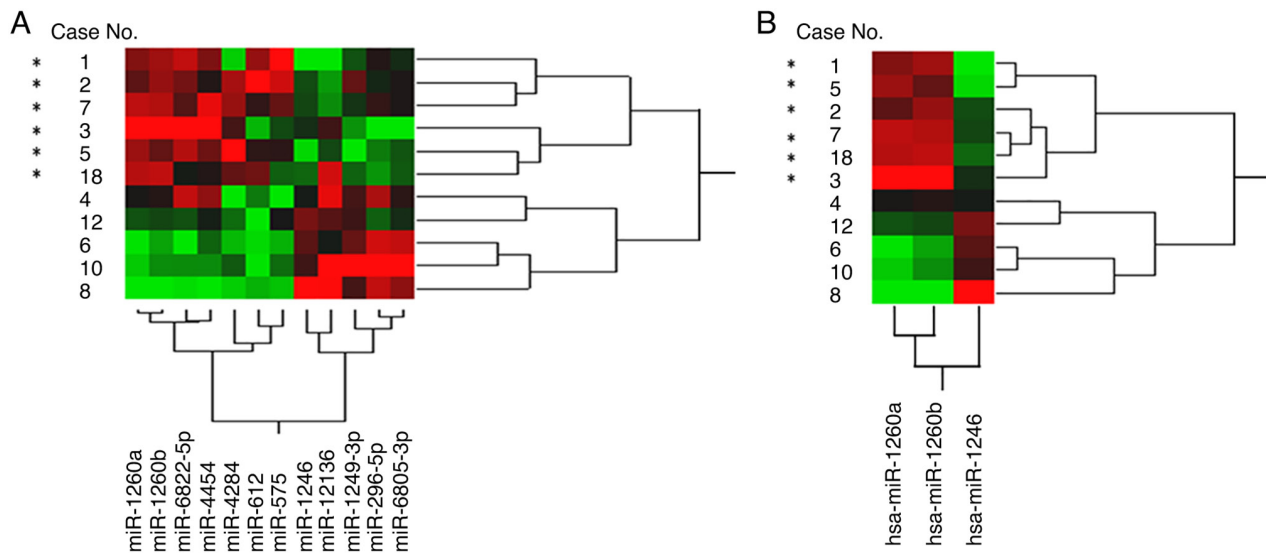 A
Case No.
* 1
* 2
* 7
* 3
* 5
* 18
4
12
6
10
8
miR-1260a
miR-1260b
miR-6822-5p
miR-4454
miR-4284
miR-612
miR-575
miR-1246
miR-12136
miR-1249-3p
miR-296-5p
miR-6805-3p
B
Case No.
* 1
* 5
* 2
* 7
* 18
* 3
4
12
6
10
8
hsa-miR-1260a
hsa-miR-1260b
hsa-miR-1246